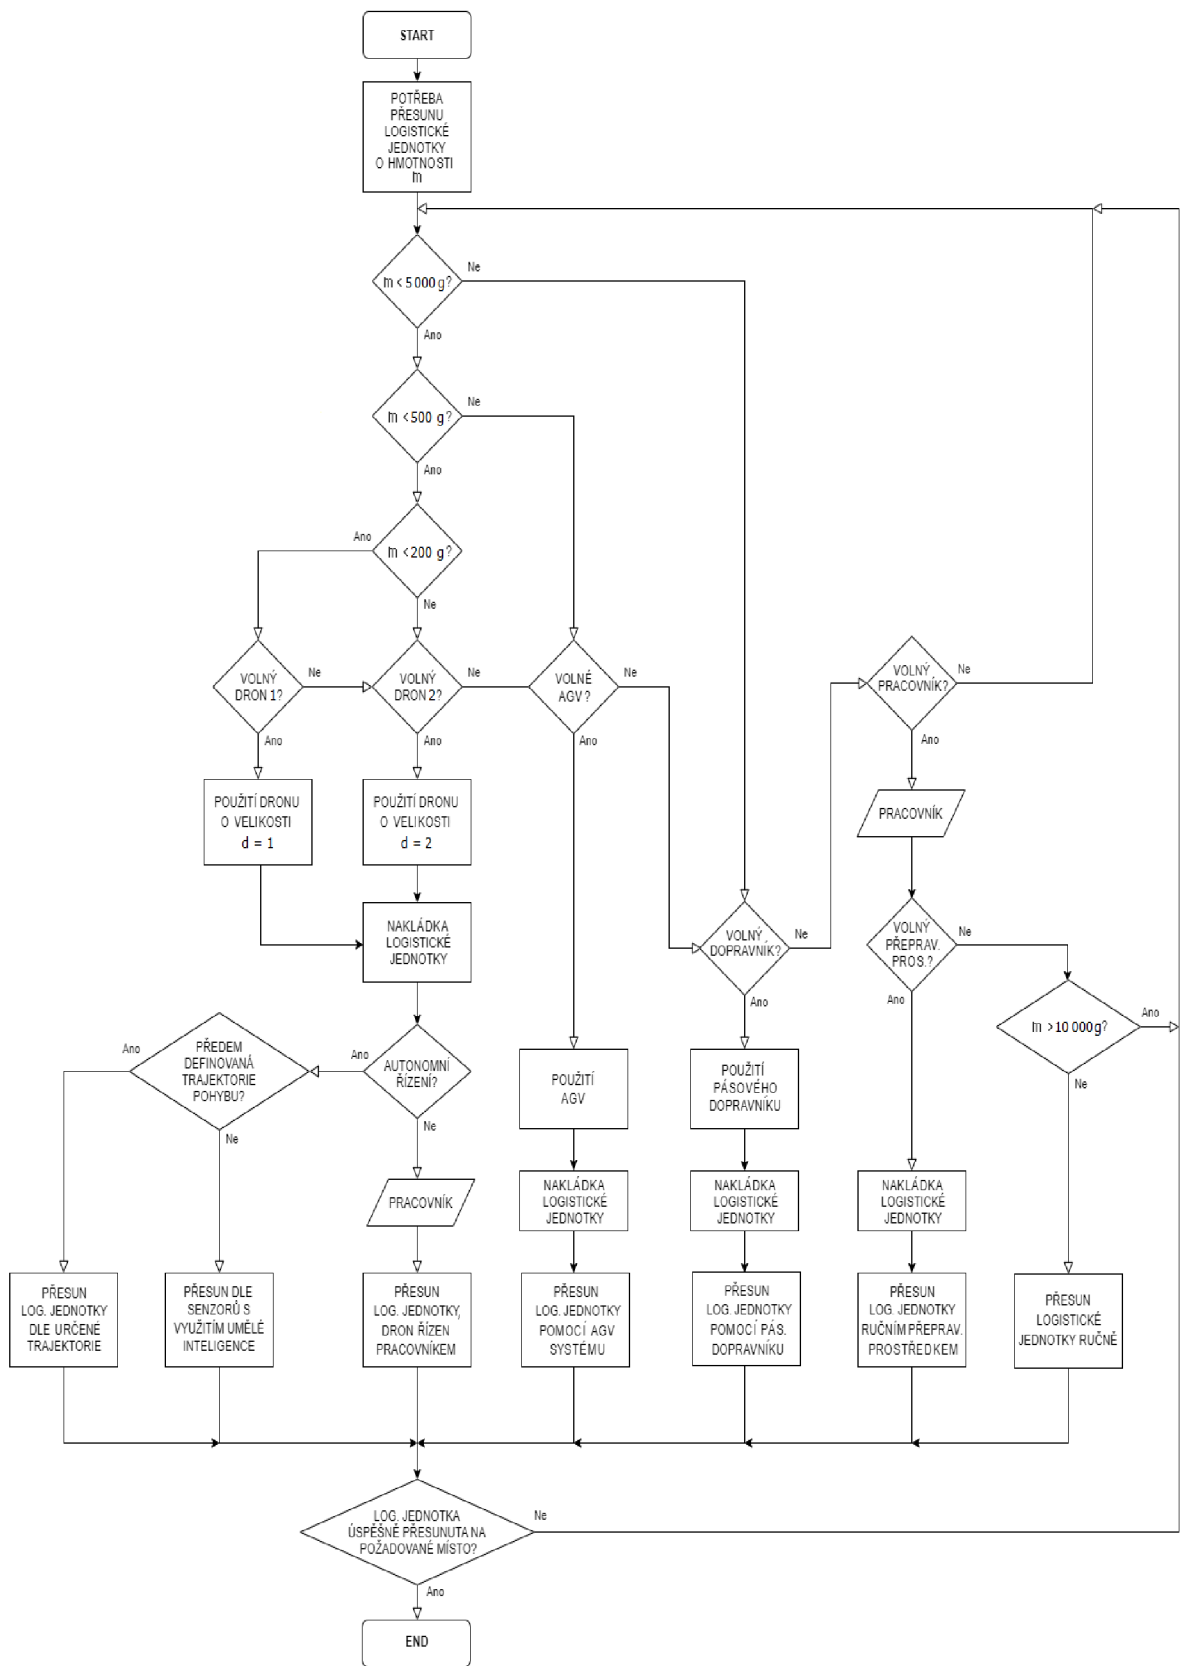 START
POTŘEBA
PŘESUNU
LOGISTICKÉ
JEDNOTKY
O HMOTNOSTI
m
m < 5 000 g?
Ne
Ano
m < 500 g?
Ne
Ano
Ano
m < 200 g?
Ne
VOLNÝ
DRON 1?
Ne
Ano
VOLNÝ
DRON 2?
Ne
Ano
VOLNÉ
AGV ?
Ne
Ano
VOLNÝ
PRACOVNÍK?
Ne
Ano
POUŽITÍ DRONU
O VELIKOSTI
d = 1
POUŽITÍ DRONU
O VELIKOSTI
d = 2
PRACOVNÍK
NAKLÁDKA
LOGISTICKÉ
JEDNOTKY
VOLNÝ
DOPRAVNÍK?
Ne
Ano
VOLNÝ
PŘEPRAV.
PROS.?
Ne
Ano
m > 10 000 g?
Ano
Ne
Ano
PŘEDEM
DEFINOVANÁ
TRAJEKTORIE
POHYBU?
Ne
Ano
AUTONOMNÍ
ŘÍZENÍ?
Ne
POUŽITÍ
AGV
POUŽITÍ
PÁSOVÉHO
DOPRAVNÍKU
PRACOVNÍK
NAKLÁDKA
LOGISTICKÉ
JEDNOTKY
NAKLÁDKA
LOGISTICKÉ
JEDNOTKY
NAKLÁDKA
LOGISTICKÉ
JEDNOTKY
PŘESUN
LOG. JEDNOTKY
DLE URČENÉ
TRAJEKTORIE
PŘESUN DLE
SENZORŮ S
VYUŽITÍM UMĚLÉ
INTELIGENCE
PŘESUN
LOG. JEDNOTKY,
DRON ŘÍZEN
PRACOVNÍKEM
PŘESUN
LOG. JEDNOTKY
POMOCÍ AGV
SYSTÉMU
PŘESUN
LOG. JEDNOTKY
POMOCÍ PÁS.
DOPRAVNÍKU
PŘESUN
LOG. JEDNOTKY
RUČNÍM PŘEPRAV.
PROSTŘEDKEM
PŘESUN
LOGISTICKÉ
JEDNOTKY RUČNĚ
LOG. JEDNOTKA
ÚSPĚŠNĚ PŘESUNUTA NA
POŽADOVANÉ MÍSTO?
Ne
Ano
END